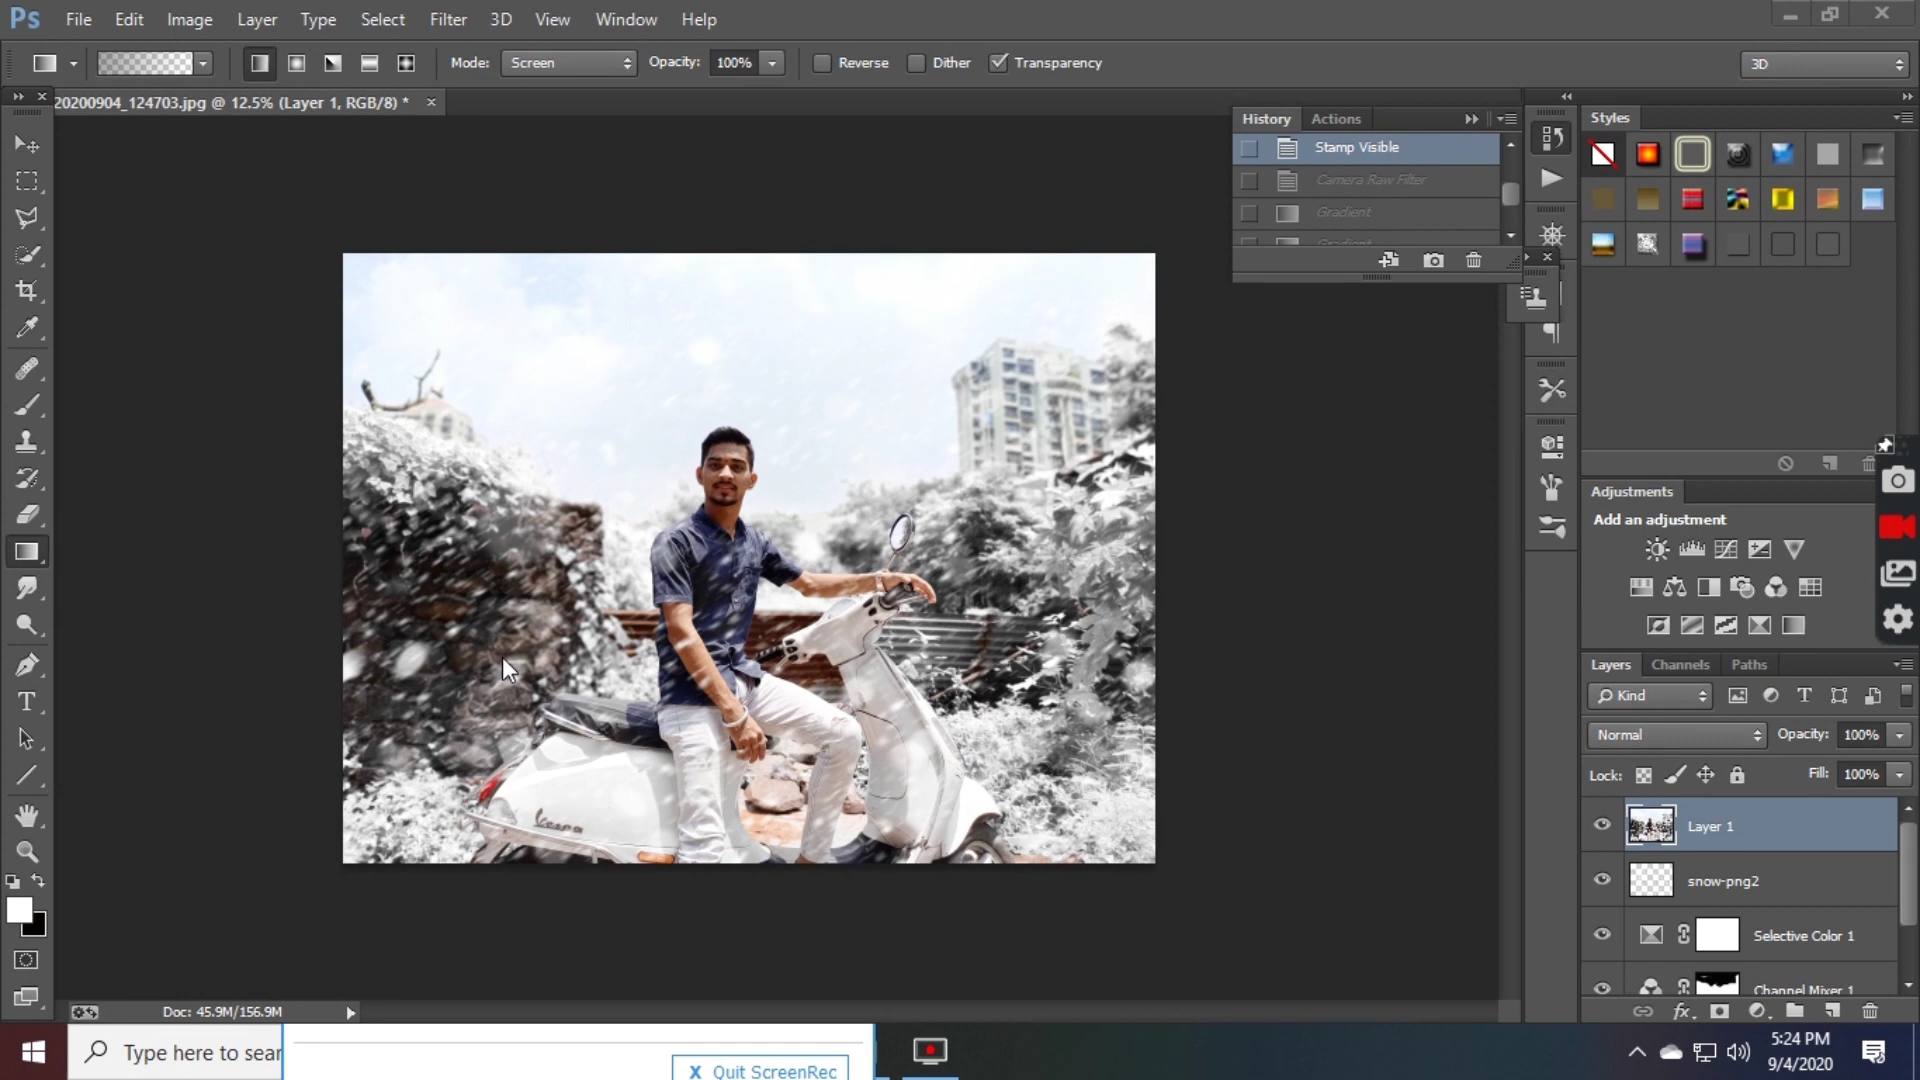 Ps File Edit Image Layer Type Select Filter 3D View Window Help
Mode: Screen Opacity: 100% Reverse Dither Transparency 3D
20200904_124703.jpg @ 12.5% (Layer 1, RGB/8) *
History Actions
Stamp Visible
Camera Raw Filter
Gradient
Gradient
Styles
Adjustments
Add an adjustment
Layers Channels Paths
Kind
Normal Opacity: 100%
Lock: Fill: 100%
Layer 1
snow-png2
Selective Color 1
Channel Mixer 1
Vespa
Doc: 45.9M/156.9M
Type here to sear
X Quit ScreenRec
5:24 PM
9/4/2020